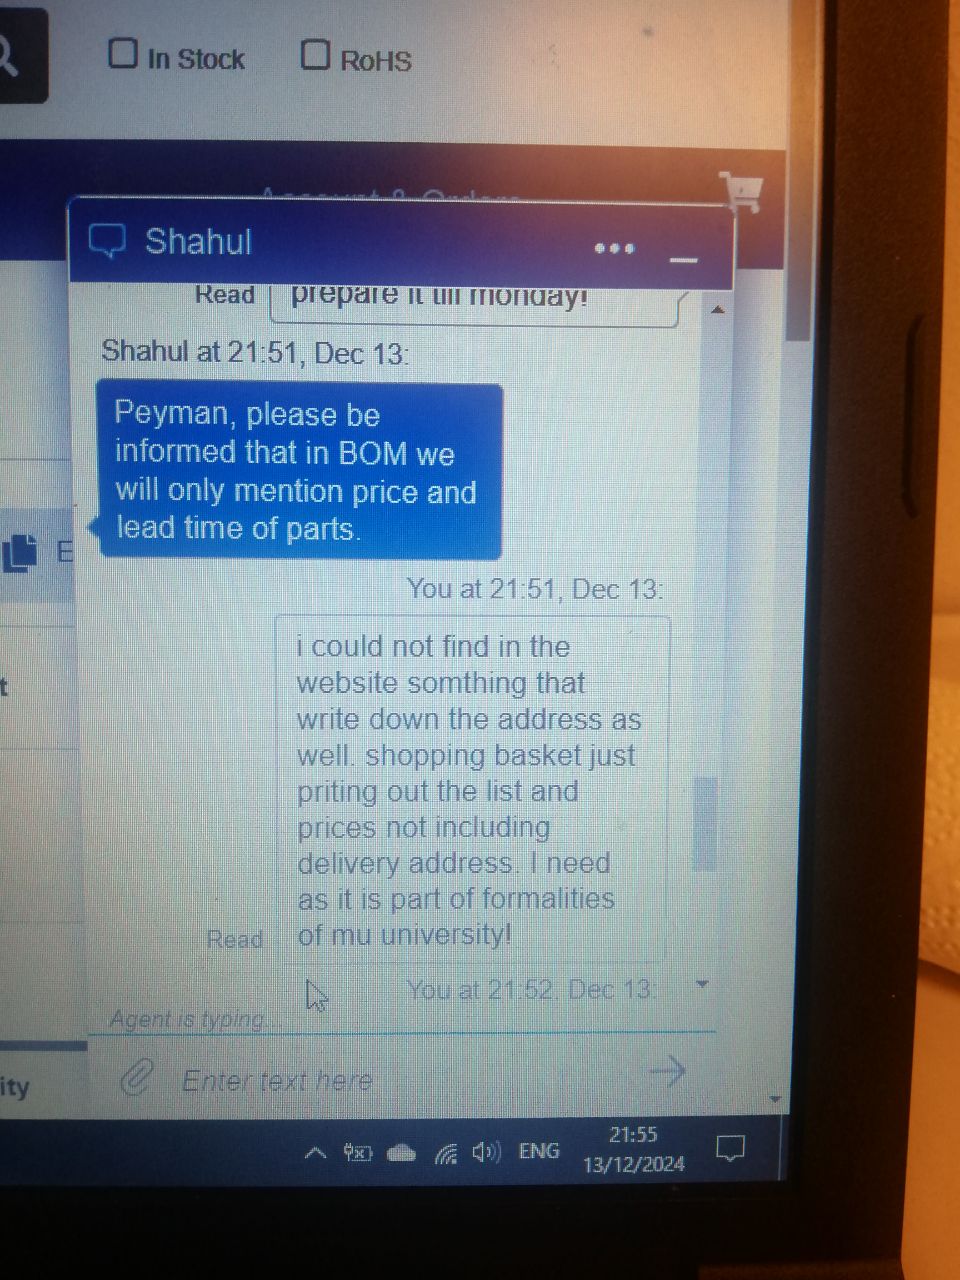 In Stock
RoHS
Account & Orders
Shahul
Read
prepare it till monday!
Shahul at 21:51, Dec 13:
Peyman, please be
informed that in BOM we
will only mention price and
lead time of parts.
E
You at 21:51, Dec 13:
i could not find in the
website somthing that
t
write down the address as
well. shopping basket just
priting out the list and
prices not including
delivery address. I need
as it is part of formalities
Read
of mu university!
You at 21:52, Dec 13:
Agent is typing...
ity
Enter text here
ENG
21:55
13/12/2024